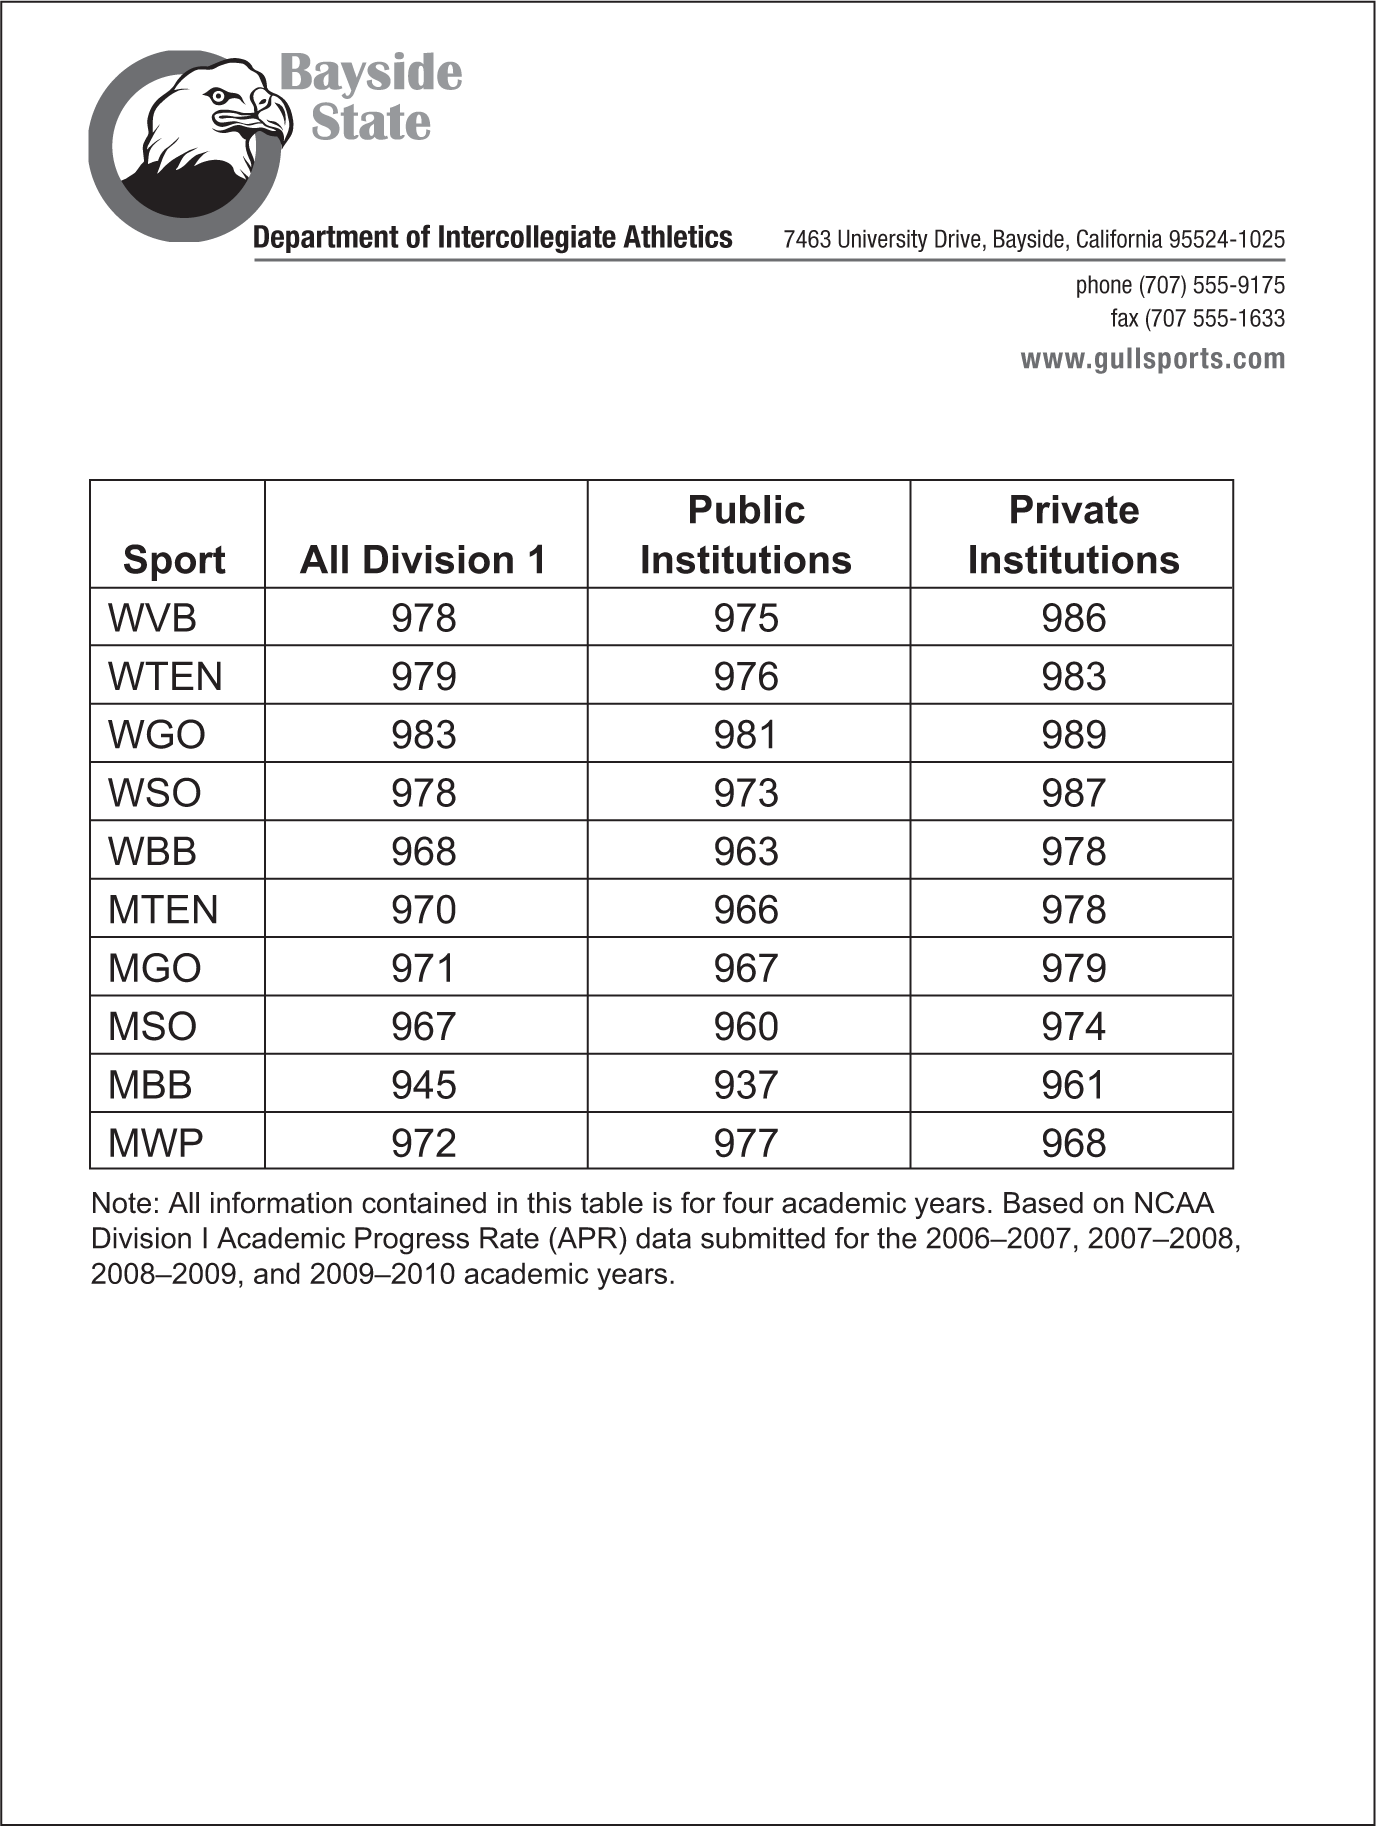 Bayside
State
Department of Intercollegiate Athletics 7463 University Drive, Bayside, California 95524-1025
phone (707) 555-9175
fax (707 555-1633
www.gullsports.com
Sport All Division 1 Public Institutions Private Institutions
WVB 978 975 986
WTEN 979 976 983
WGO 983 981 989
WSO 978 973 987
WBB 968 963 978
MTEN 970 966 978
MGO 971 967 979
MSO 967 960 974
MBB 945 937 961
MWP 972 977 968
Note: All information contained in this table is for four academic years. Based on NCAA
Division I Academic Progress Rate (APR) data submitted for the 2006–2007, 2007–2008,
2008–2009, and 2009–2010 academic years.